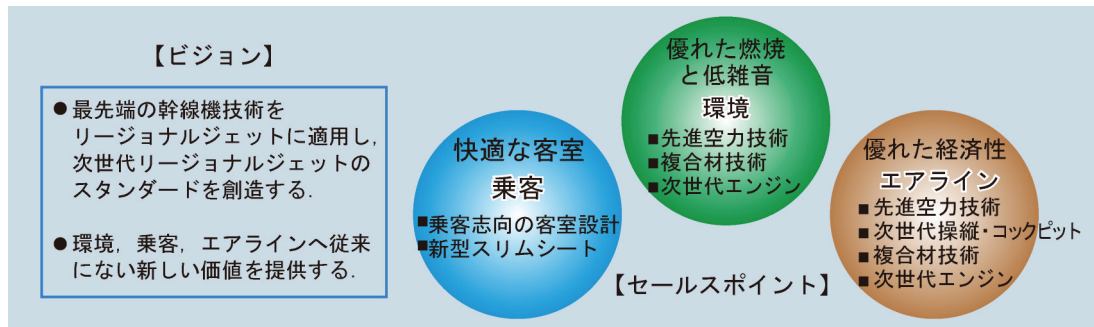 【ビジョン】
● 最先端の幹線機技術を
リージョナルジェットに適用し,
次世代リージョナルジェットの
スタンダードを創造する.
● 環境, 乗客, エアラインへ従来
にない新しい価値を提供する.
快適な客室
乗客
■乗客志向の客室設計
■新型スリムシート
優れた燃焼
と低雑音
環境
■先進空力技術
■複合材技術
■次世代エンジン
優れた経済性
エアライン
■先進空力技術
■次世代操縦・コックピット
■複合材技術
■次世代エンジン
【セールスポイント】